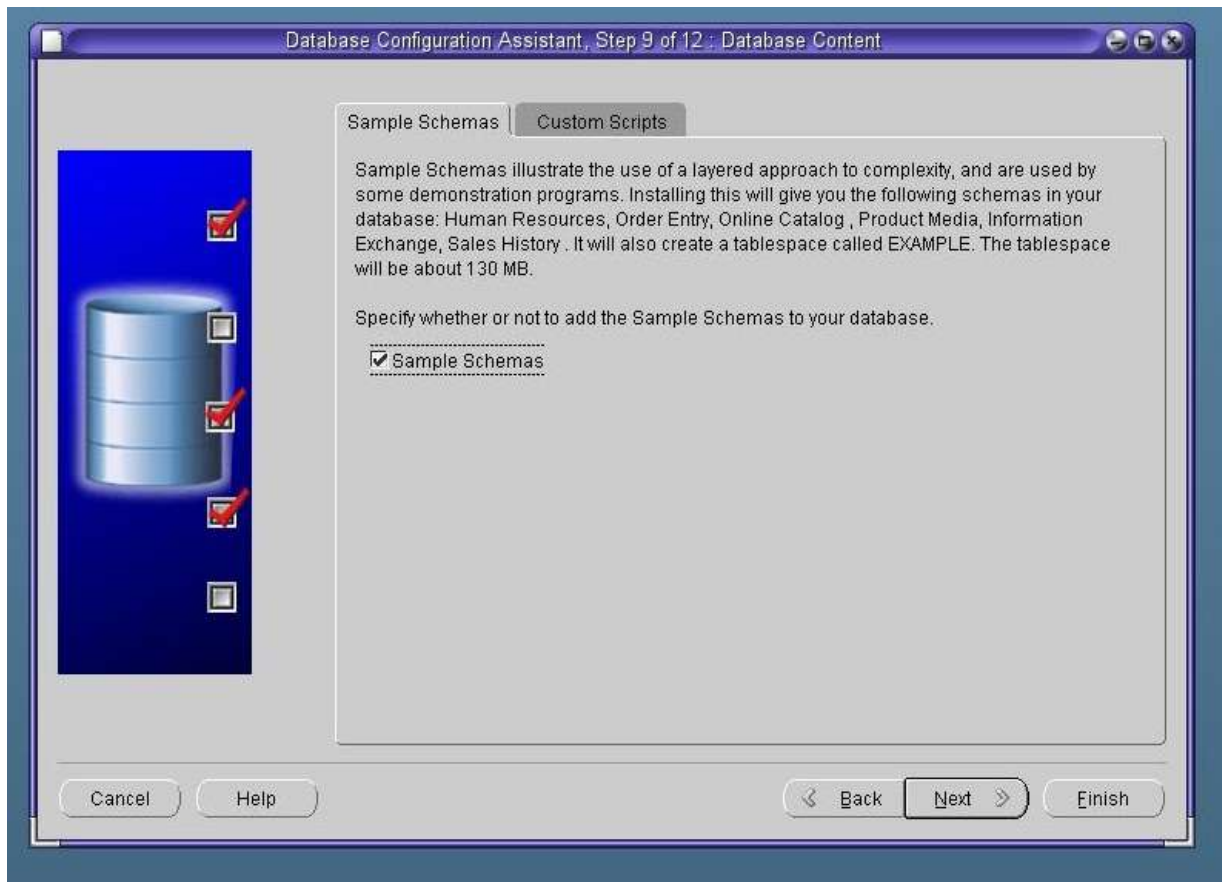 Database Configuration Assistant, Step 9 of 12 : Database Content
Sample Schemas
Custom Scripts
Sample Schemas illustrate the use of a layered approach to complexity, and are used by
some demonstration programs. Installing this will give you the following schemas in your
database: Human Resources, Order Entry, Online Catalog , Product Media, Information
Exchange, Sales History . It will also create a tablespace called EXAMPLE. The tablespace
will be about 130 MB.
Specify whether or not to add the Sample Schemas to your database.
Sample Schemas
Cancel
Help
Back
Next
Finish